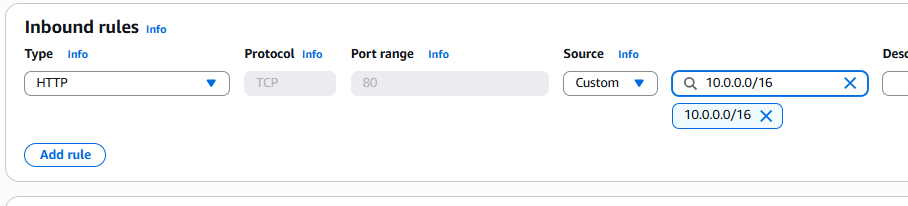 Inbound rules Info
Type Info Protocol Info Port range Info Source Info Desc
HTTP TCP 80 Custom 10.0.0.0/16
10.0.0.0/16
Add rule